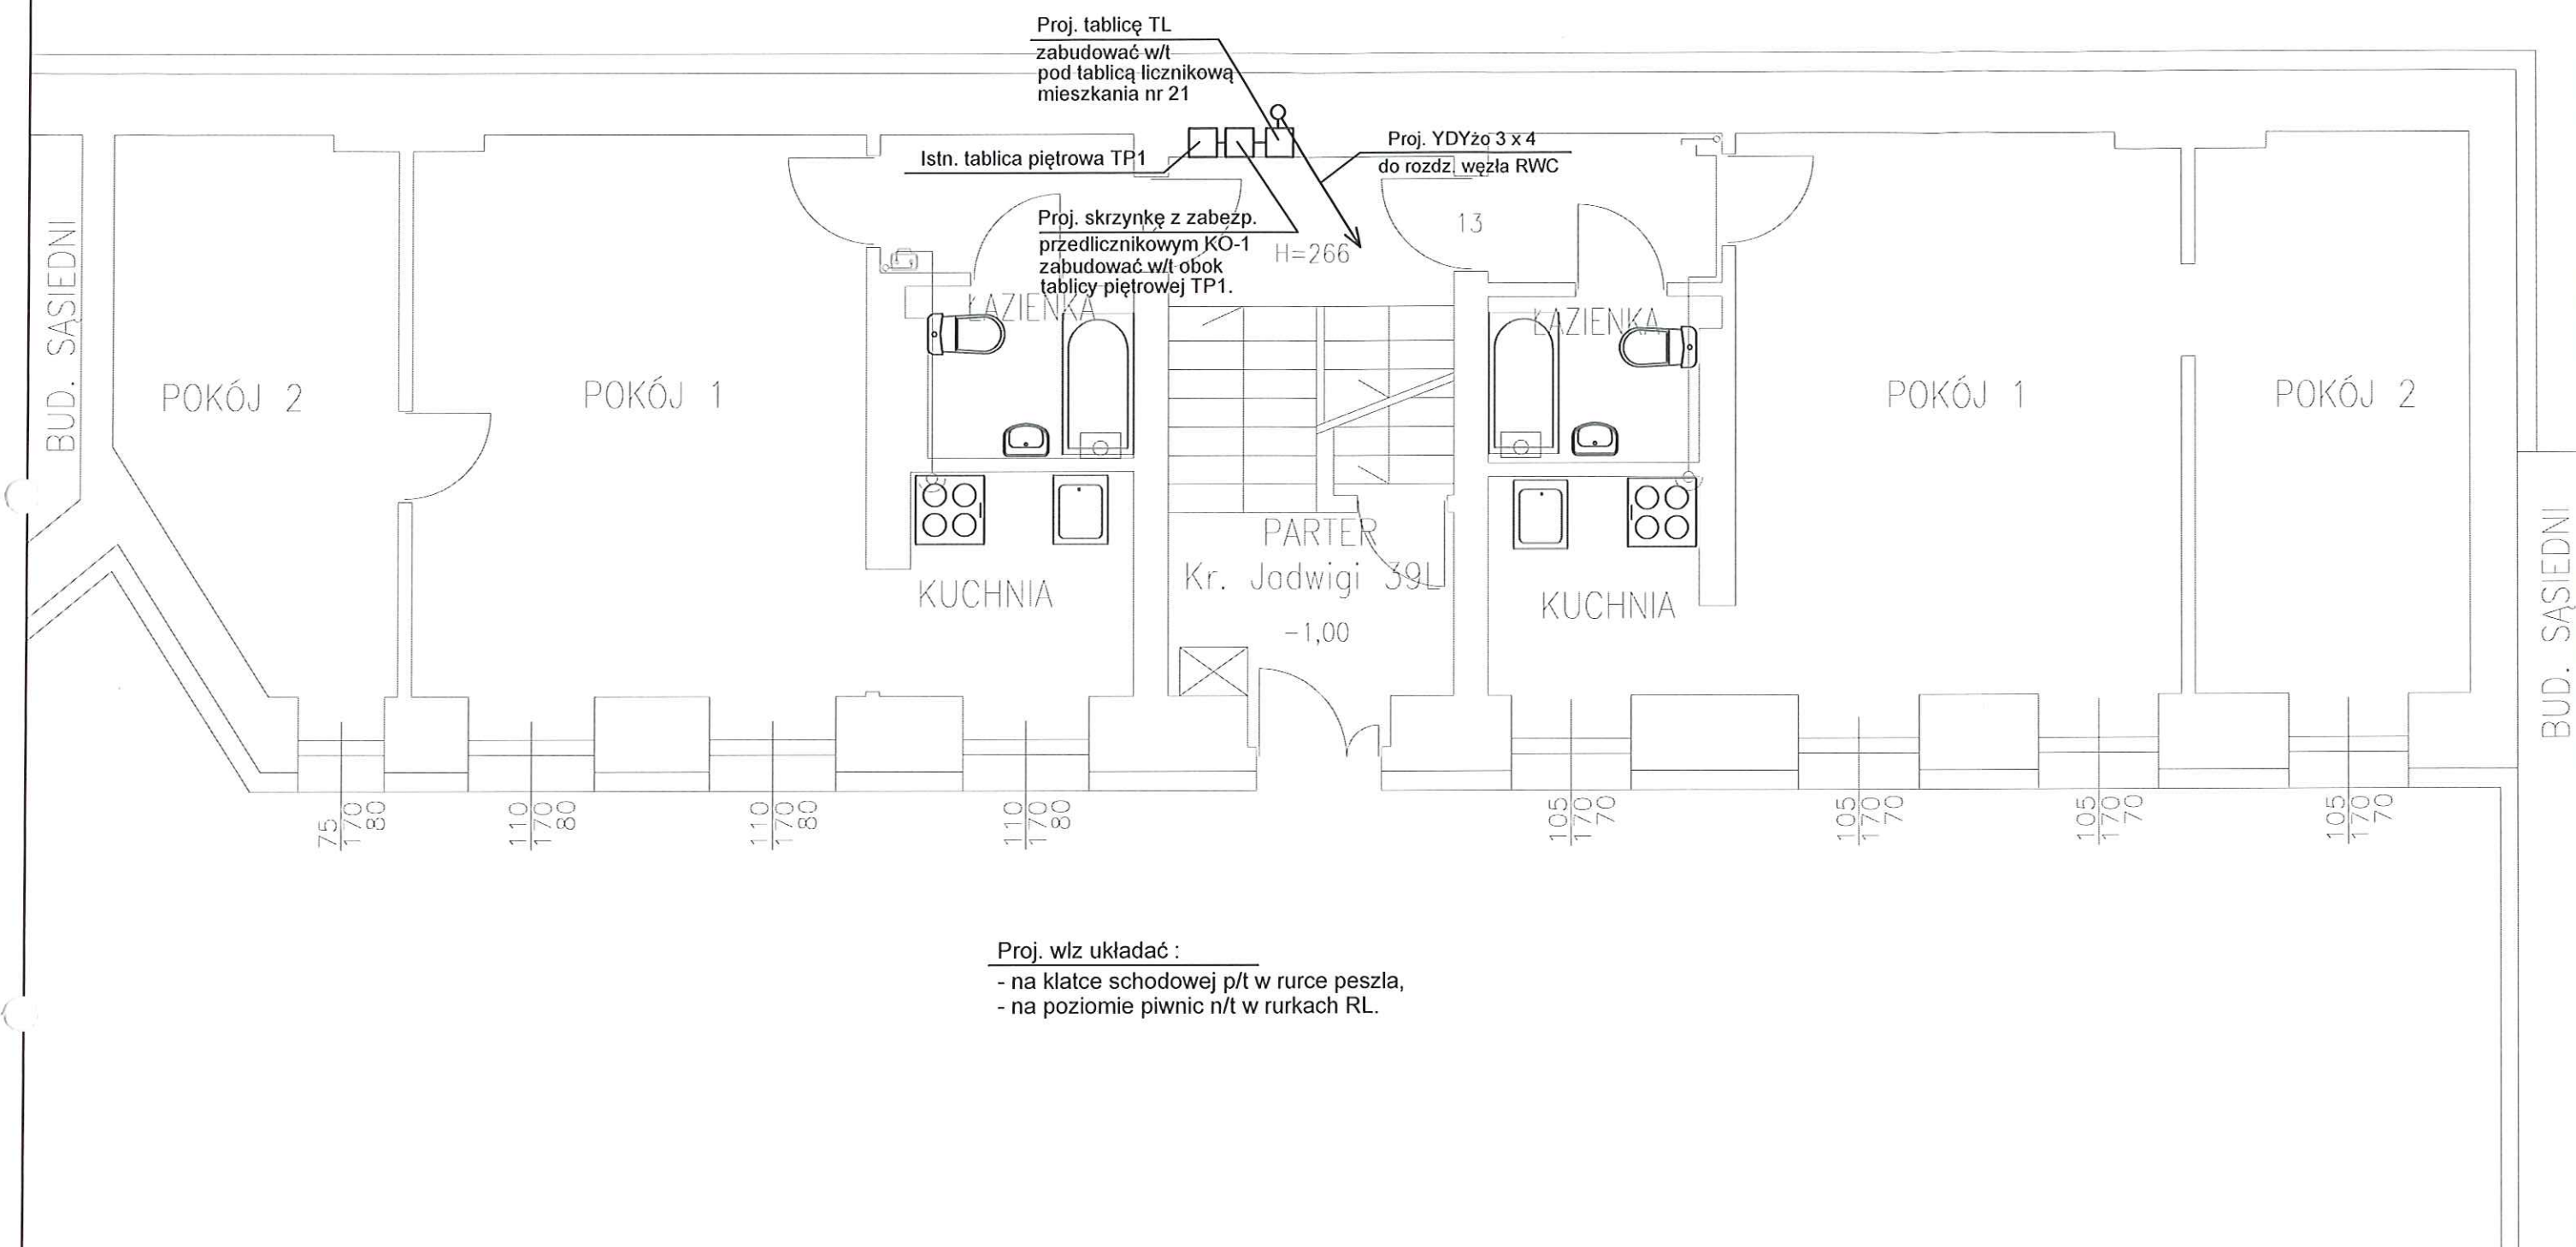 Proj. tablicę TL
zabudować w/t
pod tablicą licznikową
mieszkania nr 21
Istn. tablica piętrowa TP1
Proj. YDYżo 3 x 4
do rozdz. węzła RWC
Proj. skrzynkę z zabezp.
przedlicznikowym KO-1
zabudować w/t obok
tablicy piętrowej TP1.
13
H=266
BUD. SĄSIEDNI
POKÓJ 2
POKÓJ 1
ŁAZIENKA
ŁAZIENKA
POKÓJ 1
POKÓJ 2
KUCHNIA
PARTER
Kr. Jadwigi 39L
-1,00
KUCHNIA
BUD. SĄSIEDNI
75
170
80
110
170
80
110
170
80
110
170
80
105
170
70
105
170
70
105
170
70
105
170
70
Proj. wlz układać :
- na klatce schodowej p/t w rurce peszla,
- na poziomie piwnic n/t w rurkach RL.